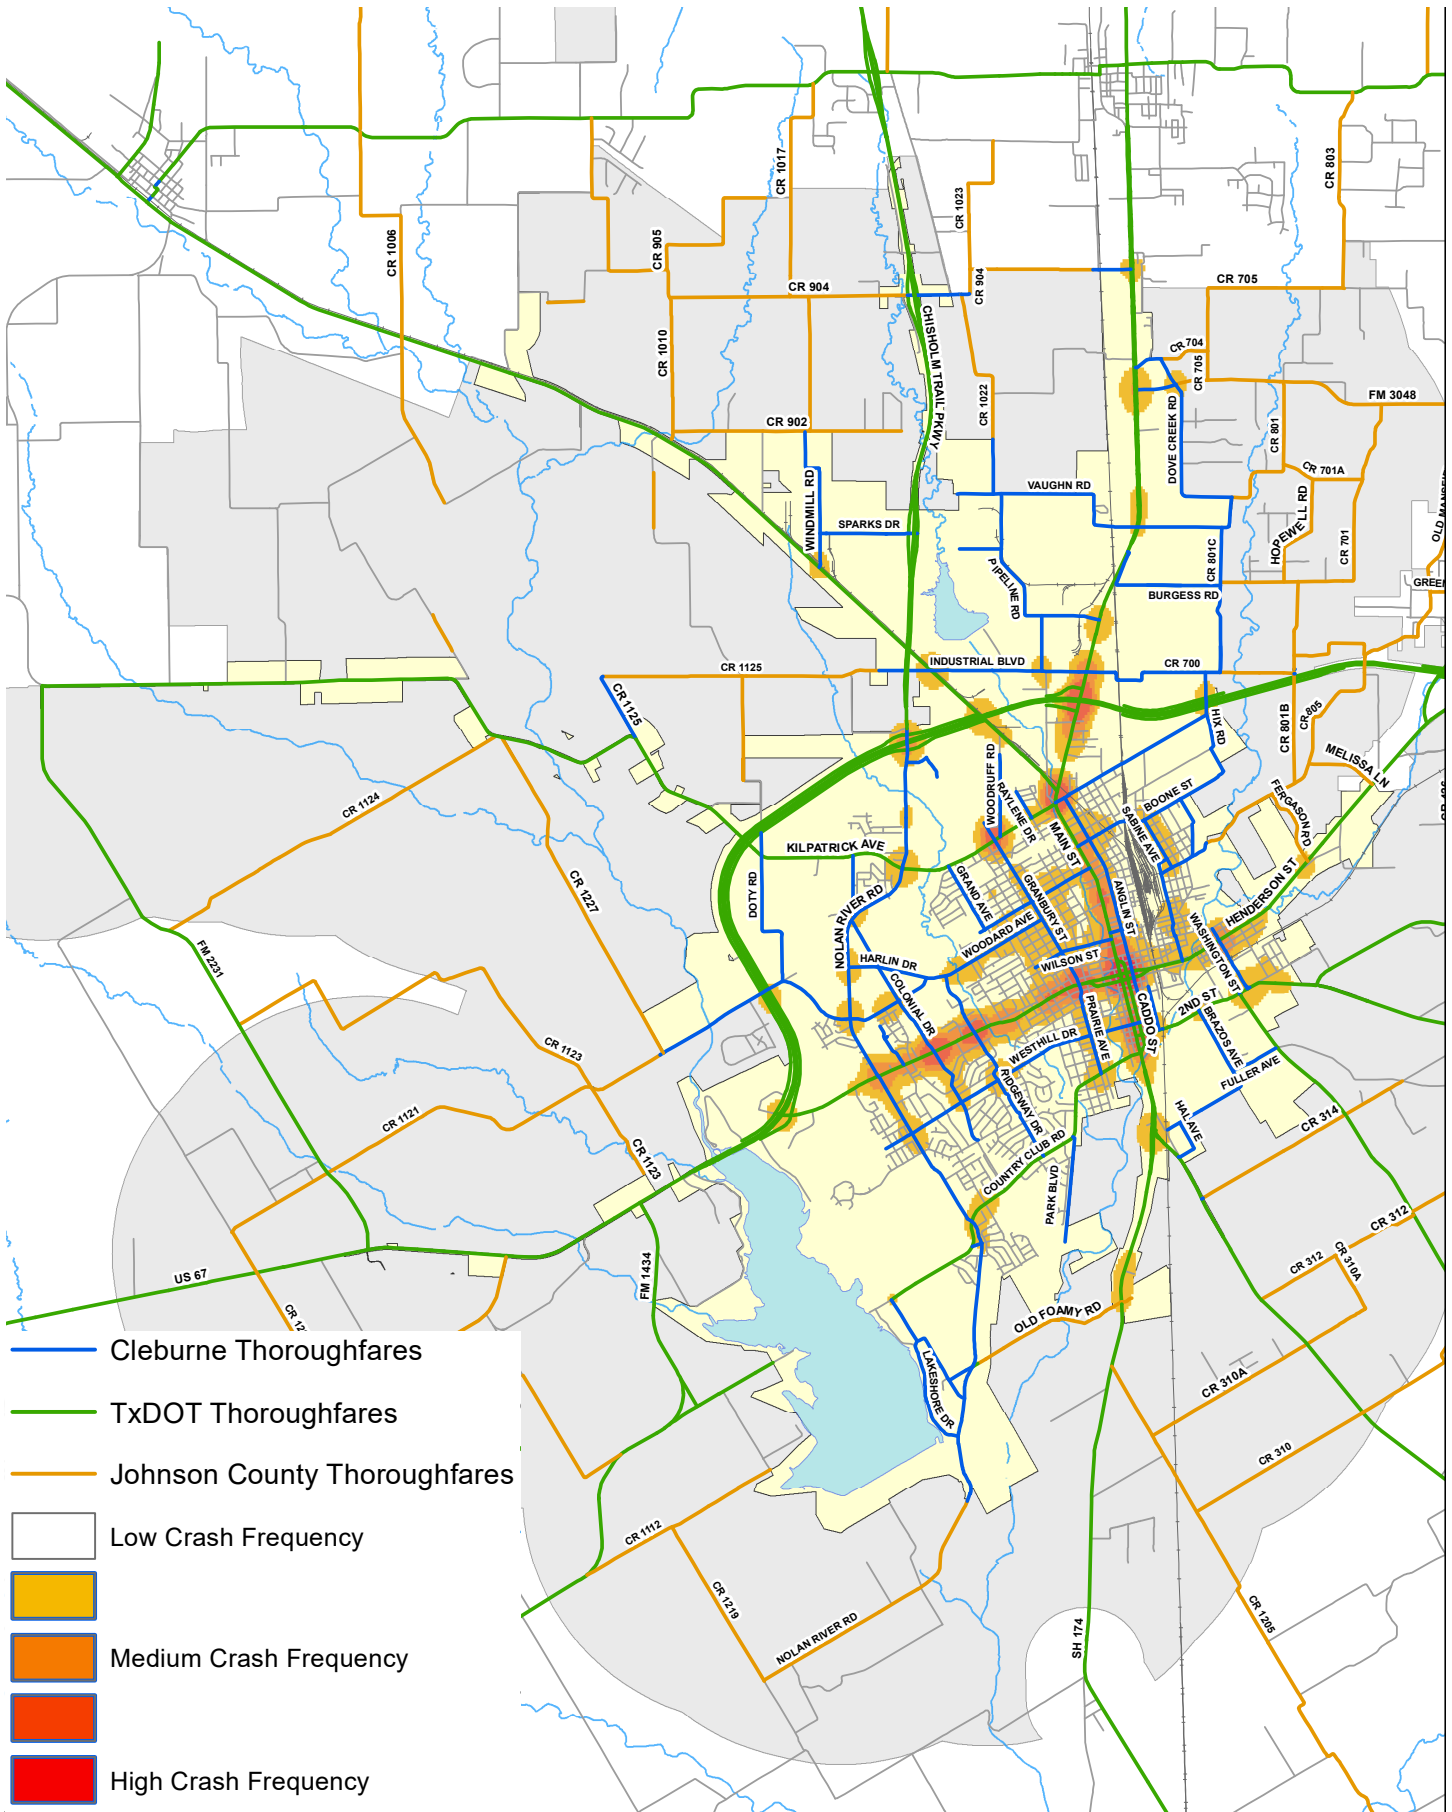 CR 1017
CR 803
CR 1006
CR 905
CR 1023
CR 904
CR 904
CR 705
CR 1010
CHISHOLM TRAIL PKWY
CR 704
CR 705
CR 1022
DOVE CREEK RD
FM 3048
CR 902
CR 801
CR 701A
WINDMILL RD
VAUGHN RD
HOPEWELL RD
SPARKS DR
CR 801C
CR 701
PIPELINE RD
BURGESS RD
INDUSTRIAL BLVD
CR 700
CR 1125
CR 1125
HIX RD
CR 801B
CR 805
MELISSA LN
WOODRUFF RD
RAYLENE DR
BOONE ST
FERGASON RD
CR 1124
MAIN ST
SABINE AVE
KILPATRICK AVE
CR 1227
DOTY RD
NOLAN RIVER RD
GRAND AVE
GRANBURY ST
ANGLIN ST
HENDERSON ST
WOODARD AVE
WASHINGTON ST
FM 2231
HARLIN DR
WILSON ST
COLONIAL DR
PRAIRIE AVE
CADDO ST
2ND ST
BRAZOS AVE
CR 1123
WESTHILL DR
RIDGEWAY DR
FULLER AVE
CR 1121
HAL AVE
CR 314
CR 1123
COUNTRY CLUB RD
PARK BLVD
CR 312
CR 312
CR 310A
US 67
FM 1434
OLD FOAMY RD
LAKESHORE DR
CR 310A
CR 310
CR 1112
CR 1219
NOLAN RIVER RD
SH 174
CR 1205
Cleburne Thoroughfares
TxDOT Thoroughfares
Johnson County Thoroughfares
Low Crash Frequency
Medium Crash Frequency
High Crash Frequency